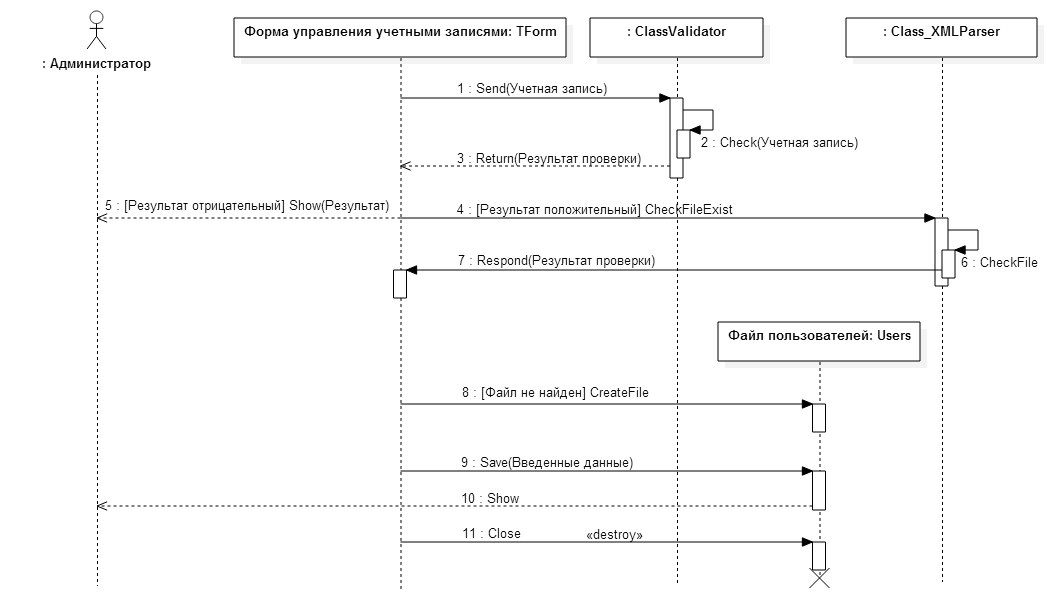 Форма управления учетными записями: TForm
: ClassValidator
: Class_XMLParser
: Администратор
1 : Send(Учетная запись)
2 : Check(Учетная запись)
3 : Return(Результат проверки)
5 : [Результат отрицательный] Show(Результат)
4 : [Результат положительный] CheckFileExist
7 : Respond(Результат проверки)
6 : CheckFile
Файл пользователей: Users
8 : [Файл не найден] CreateFile
9 : Save(Введенные данные)
10 : Show
11 : Close
«destroy»